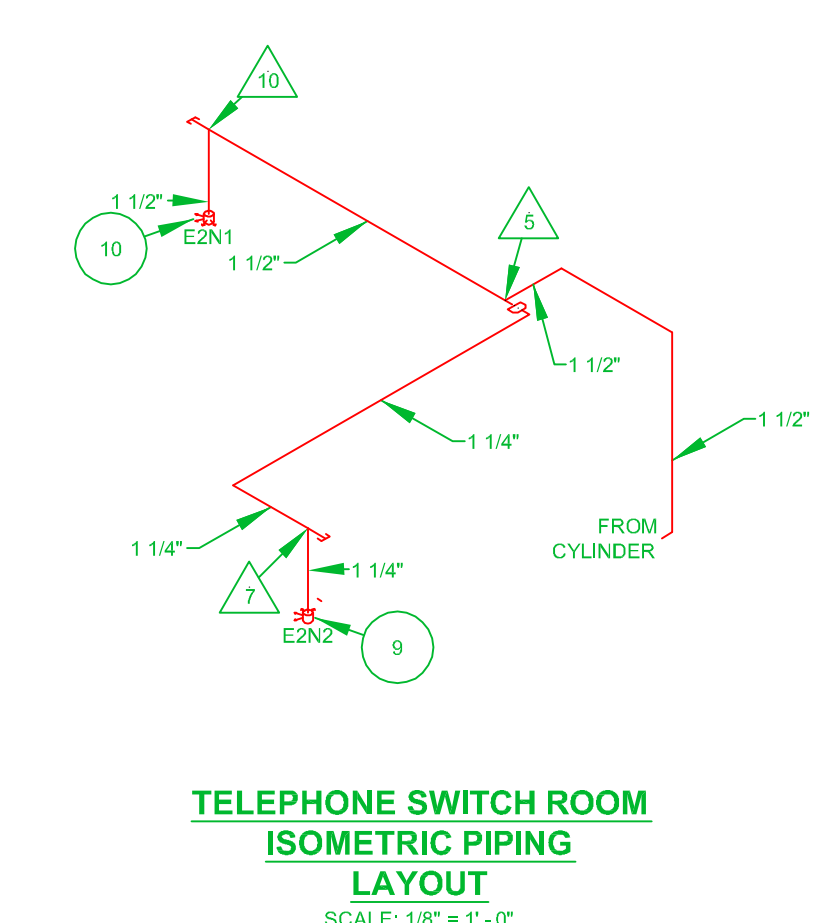 10
1 1/2"
10
E2N1
1 1/2"
5
1 1/2"
1 1/2"
1 1/4"
FROM
CYLINDER
1 1/4"
1 1/4"
7
E2N2
9
TELEPHONE SWITCH ROOM
ISOMETRIC PIPING
LAYOUT
SCALE: 1/8" = 1' - 0"